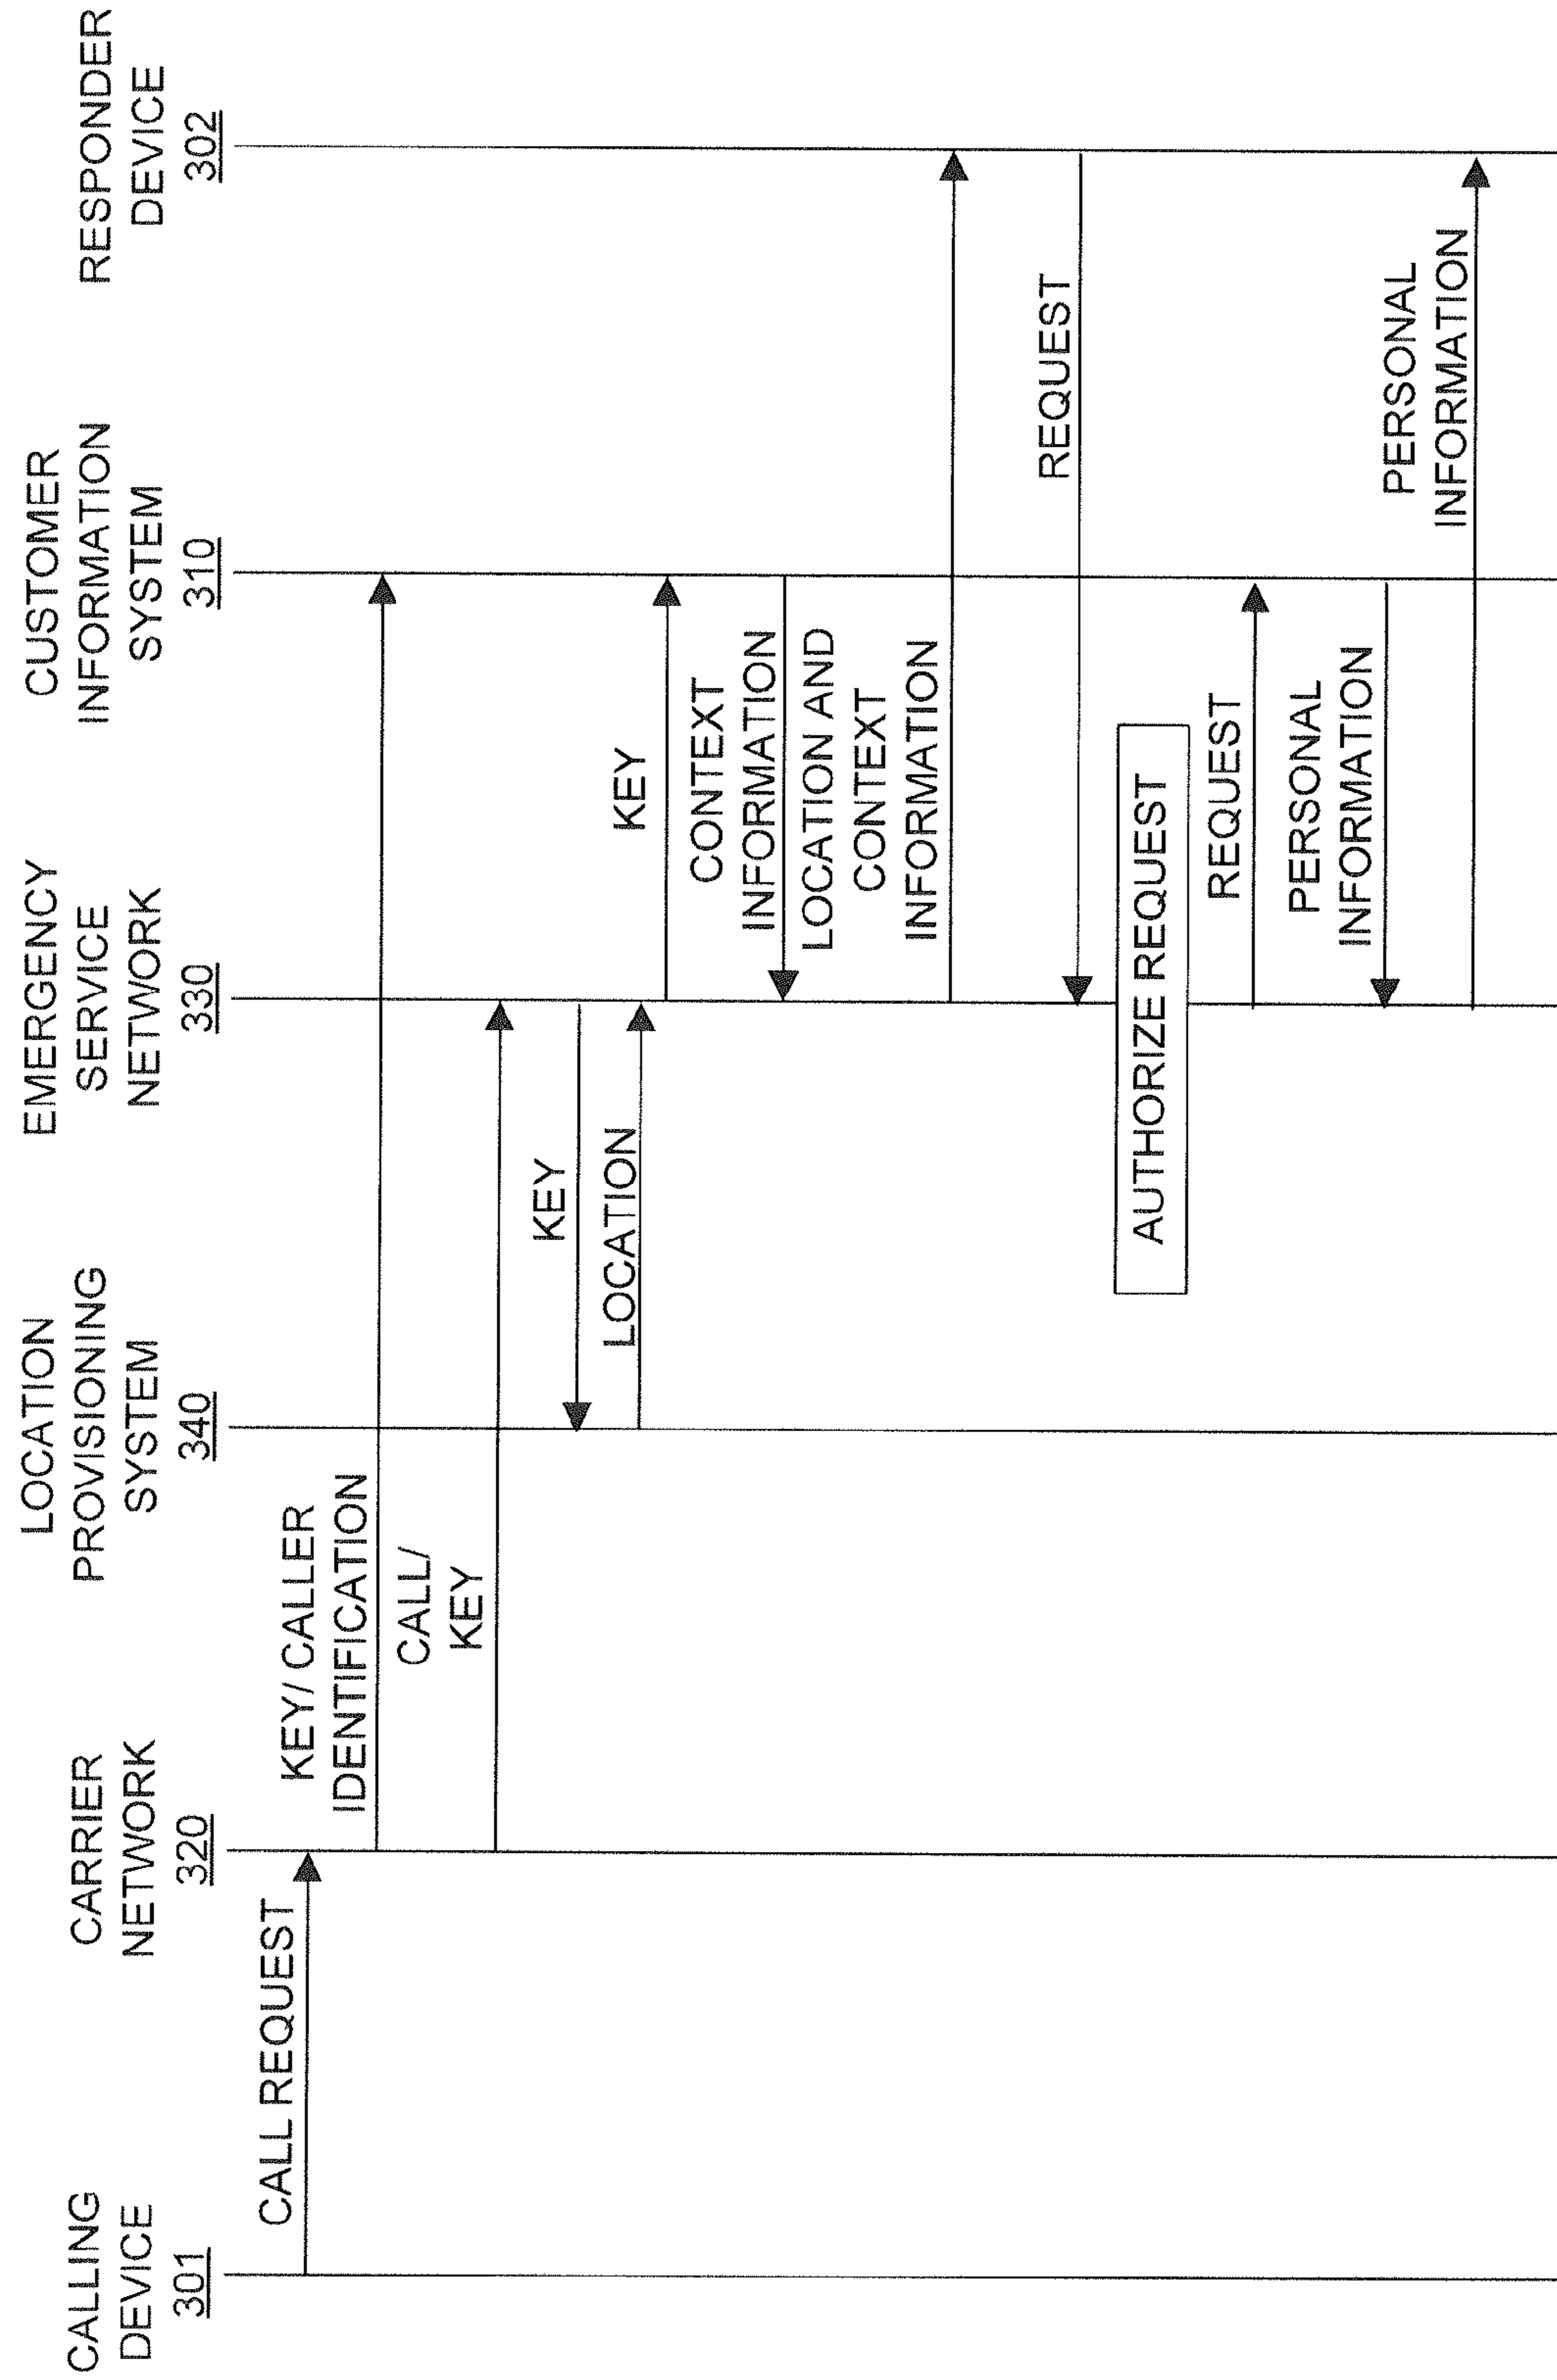 CALLING
DEVICE
301
CARRIER
NETWORK
320
LOCATION
PROVISIONING
SYSTEM
340
EMERGENCY
SERVICE
NETWORK
330
CUSTOMER
INFORMATION
SYSTEM
310
RESPONDER
DEVICE
302
CALL REQUEST
KEY/ CALLER
IDENTIFICATION
CALL/
KEY
KEY
LOCATION
KEY
CONTEXT
INFORMATION
LOCATION AND
CONTEXT
INFORMATION
REQUEST
AUTHORIZE REQUEST
REQUEST
PERSONAL
INFORMATION
PERSONAL
INFORMATION